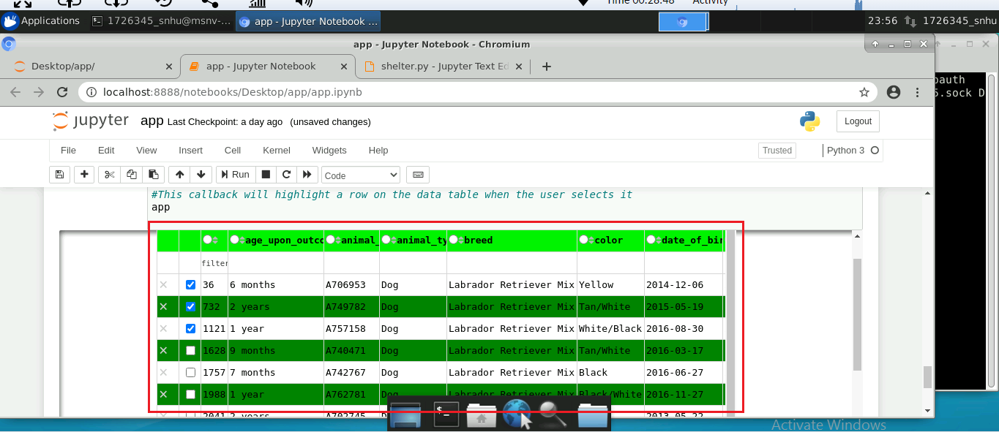 Time 00:28:48 Activity
Applications 1726345_snhu@msnv-... app - Jupyter Notebook ... 23:56 1726345_snhu
app - Jupyter Notebook - Chromium
Desktop/app/ app - Jupyter Notebook shelter.py - Jupyter Text Ed
localhost:8888/notebooks/Desktop/app/app.ipynb
.sock D
jupyter app Last Checkpoint: a day ago (unsaved changes) Logout
File Edit View Insert Cell Kernel Widgets Help Trusted Python 3
Run Code
#This callback will highlight a row on the data table when the user selects it
app
age_upon_outco animal_ animal_ty breed color date_of_bir
filter
36 6 months A706953 Dog Labrador Retriever Mix Yellow 2014-12-06
732 2 years A749782 Dog Labrador Retriever Mix Tan/White 2015-05-19
1121 1 year A757158 Dog Labrador Retriever Mix White/Black 2016-08-30
1628 9 months A740471 Dog Labrador Retriever Mix Tan/White 2016-03-17
1757 7 months A742767 Dog Labrador Retriever Mix Black 2016-06-27
1988 1 year A762781 Dog Labrador Retriever Mix Black/White 2016-11-27
2041 2 years A702745 2013-05-22
Activate Windows